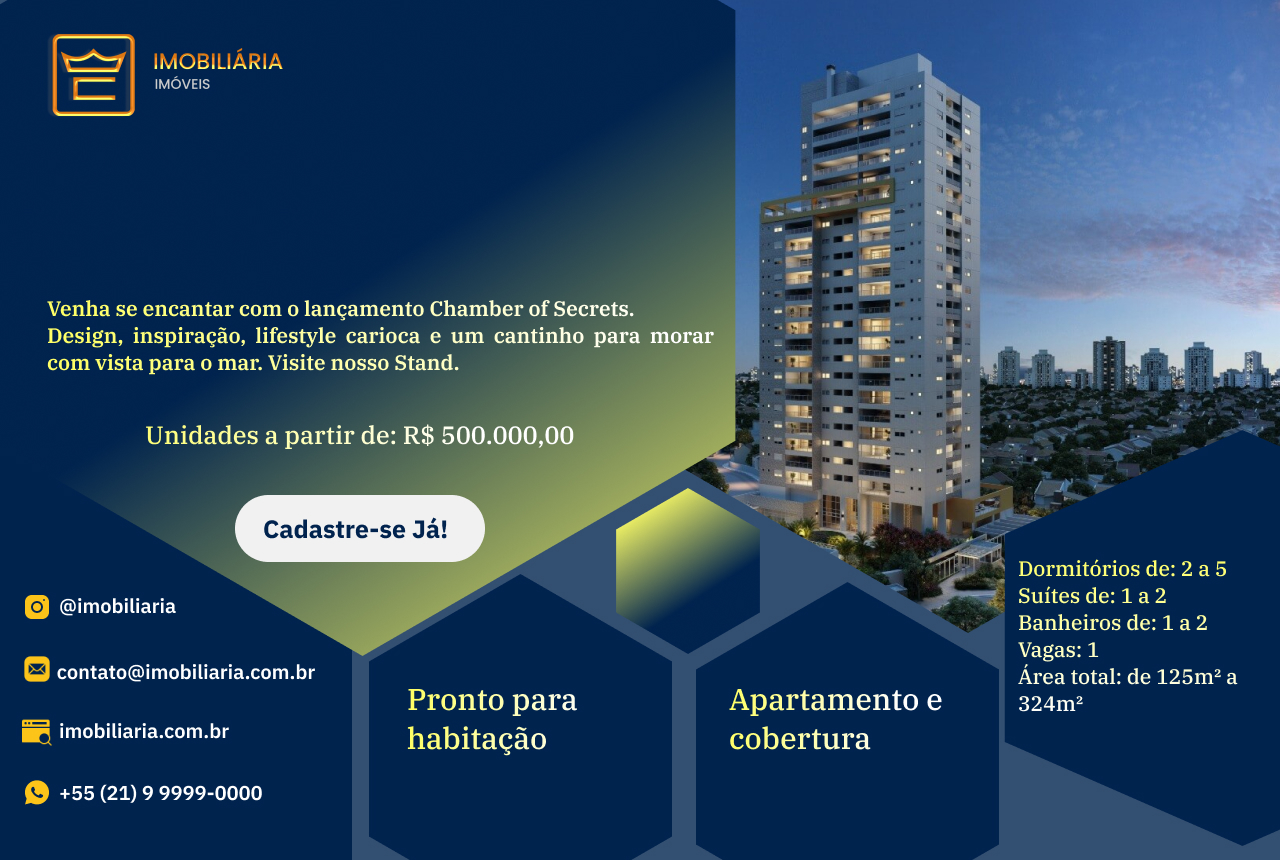 IMOBILIÁRIA
IMÓVEIS
Venha se encantar com o lançamento Chamber of Secrets.
Design, inspiração, lifestyle carioca e um cantinho para morar
com vista para o mar. Visite nosso Stand.
Unidades a partir de: R$ 500.000,00
Cadastre-se Já!
@imobiliaria
contato@imobiliaria.com.br
imobiliaria.com.br
+55 (21) 9 9999-0000
Pronto para
habitação
Apartamento e
cobertura
Dormitórios de: 2 a 5
Suítes de: 1 a 2
Banheiros de: 1 a 2
Vagas: 1
Área total: de 125m² a
324m²